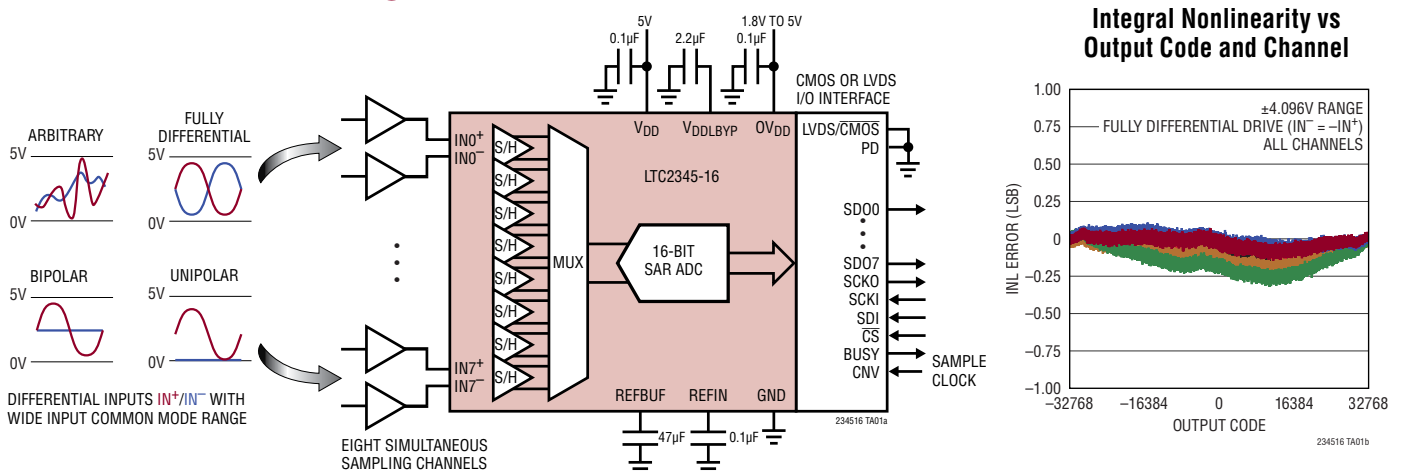 ARBITRARY
5V
0V
FULLY
DIFFERENTIAL
5V
0V
BIPOLAR
5V
0V
UNIPOLAR
5V
0V
DIFFERENTIAL INPUTS IN+/IN– WITH
WIDE INPUT COMMON MODE RANGE
EIGHT SIMULTANEOUS
SAMPLING CHANNELS
5V
0.1µF
2.2µF
1.8V TO 5V
0.1µF
CMOS OR LVDS
I/O INTERFACE
VDD
VDDLBYP
OVDD
IN0+
IN0–
IN7+
IN7–
S/H
S/H
S/H
S/H
S/H
S/H
S/H
S/H
MUX
LTC2345-16
16-BIT
SAR ADC
LVDS/CMOS
PD
SDO0
SDO7
SCKO
SCKI
SDI
CS
BUSY
CNV
SAMPLE
CLOCK
REFBUF
REFIN
GND
47µF
0.1µF
234516 TA01a
Integral Nonlinearity vs
Output Code and Channel
±4.096V RANGE
FULLY DIFFERENTIAL DRIVE (IN– = –IN+)
ALL CHANNELS
INL ERROR (LSB)
1.00
0.75
0.50
0.25
0
–0.25
–0.50
–0.75
–1.00
–32768
–16384
0
16384
32768
OUTPUT CODE
234516 TA01b